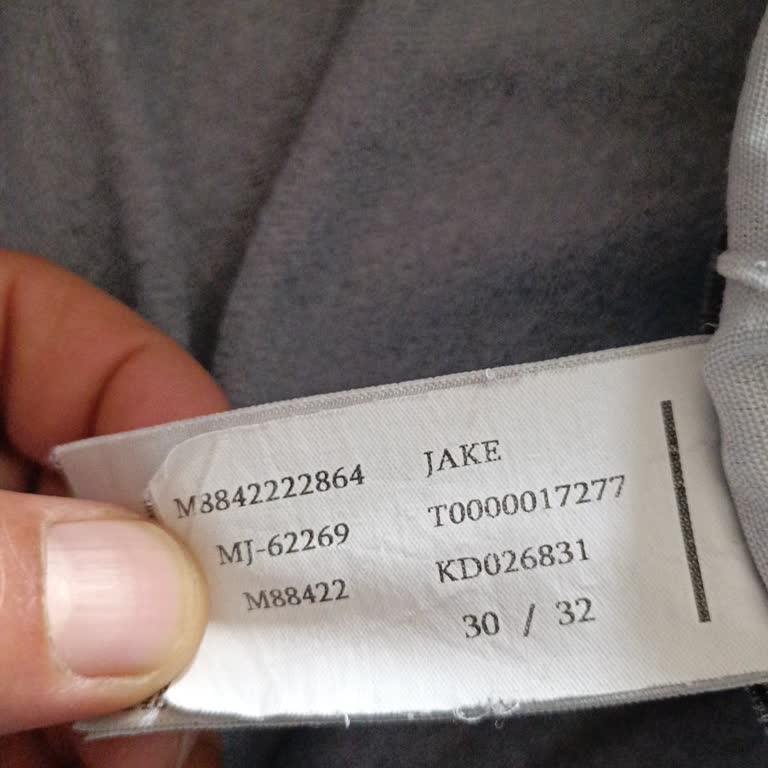 M8842222864 JAKE
MJ-62269 T0000017277
M88422 KD026831
30 / 32